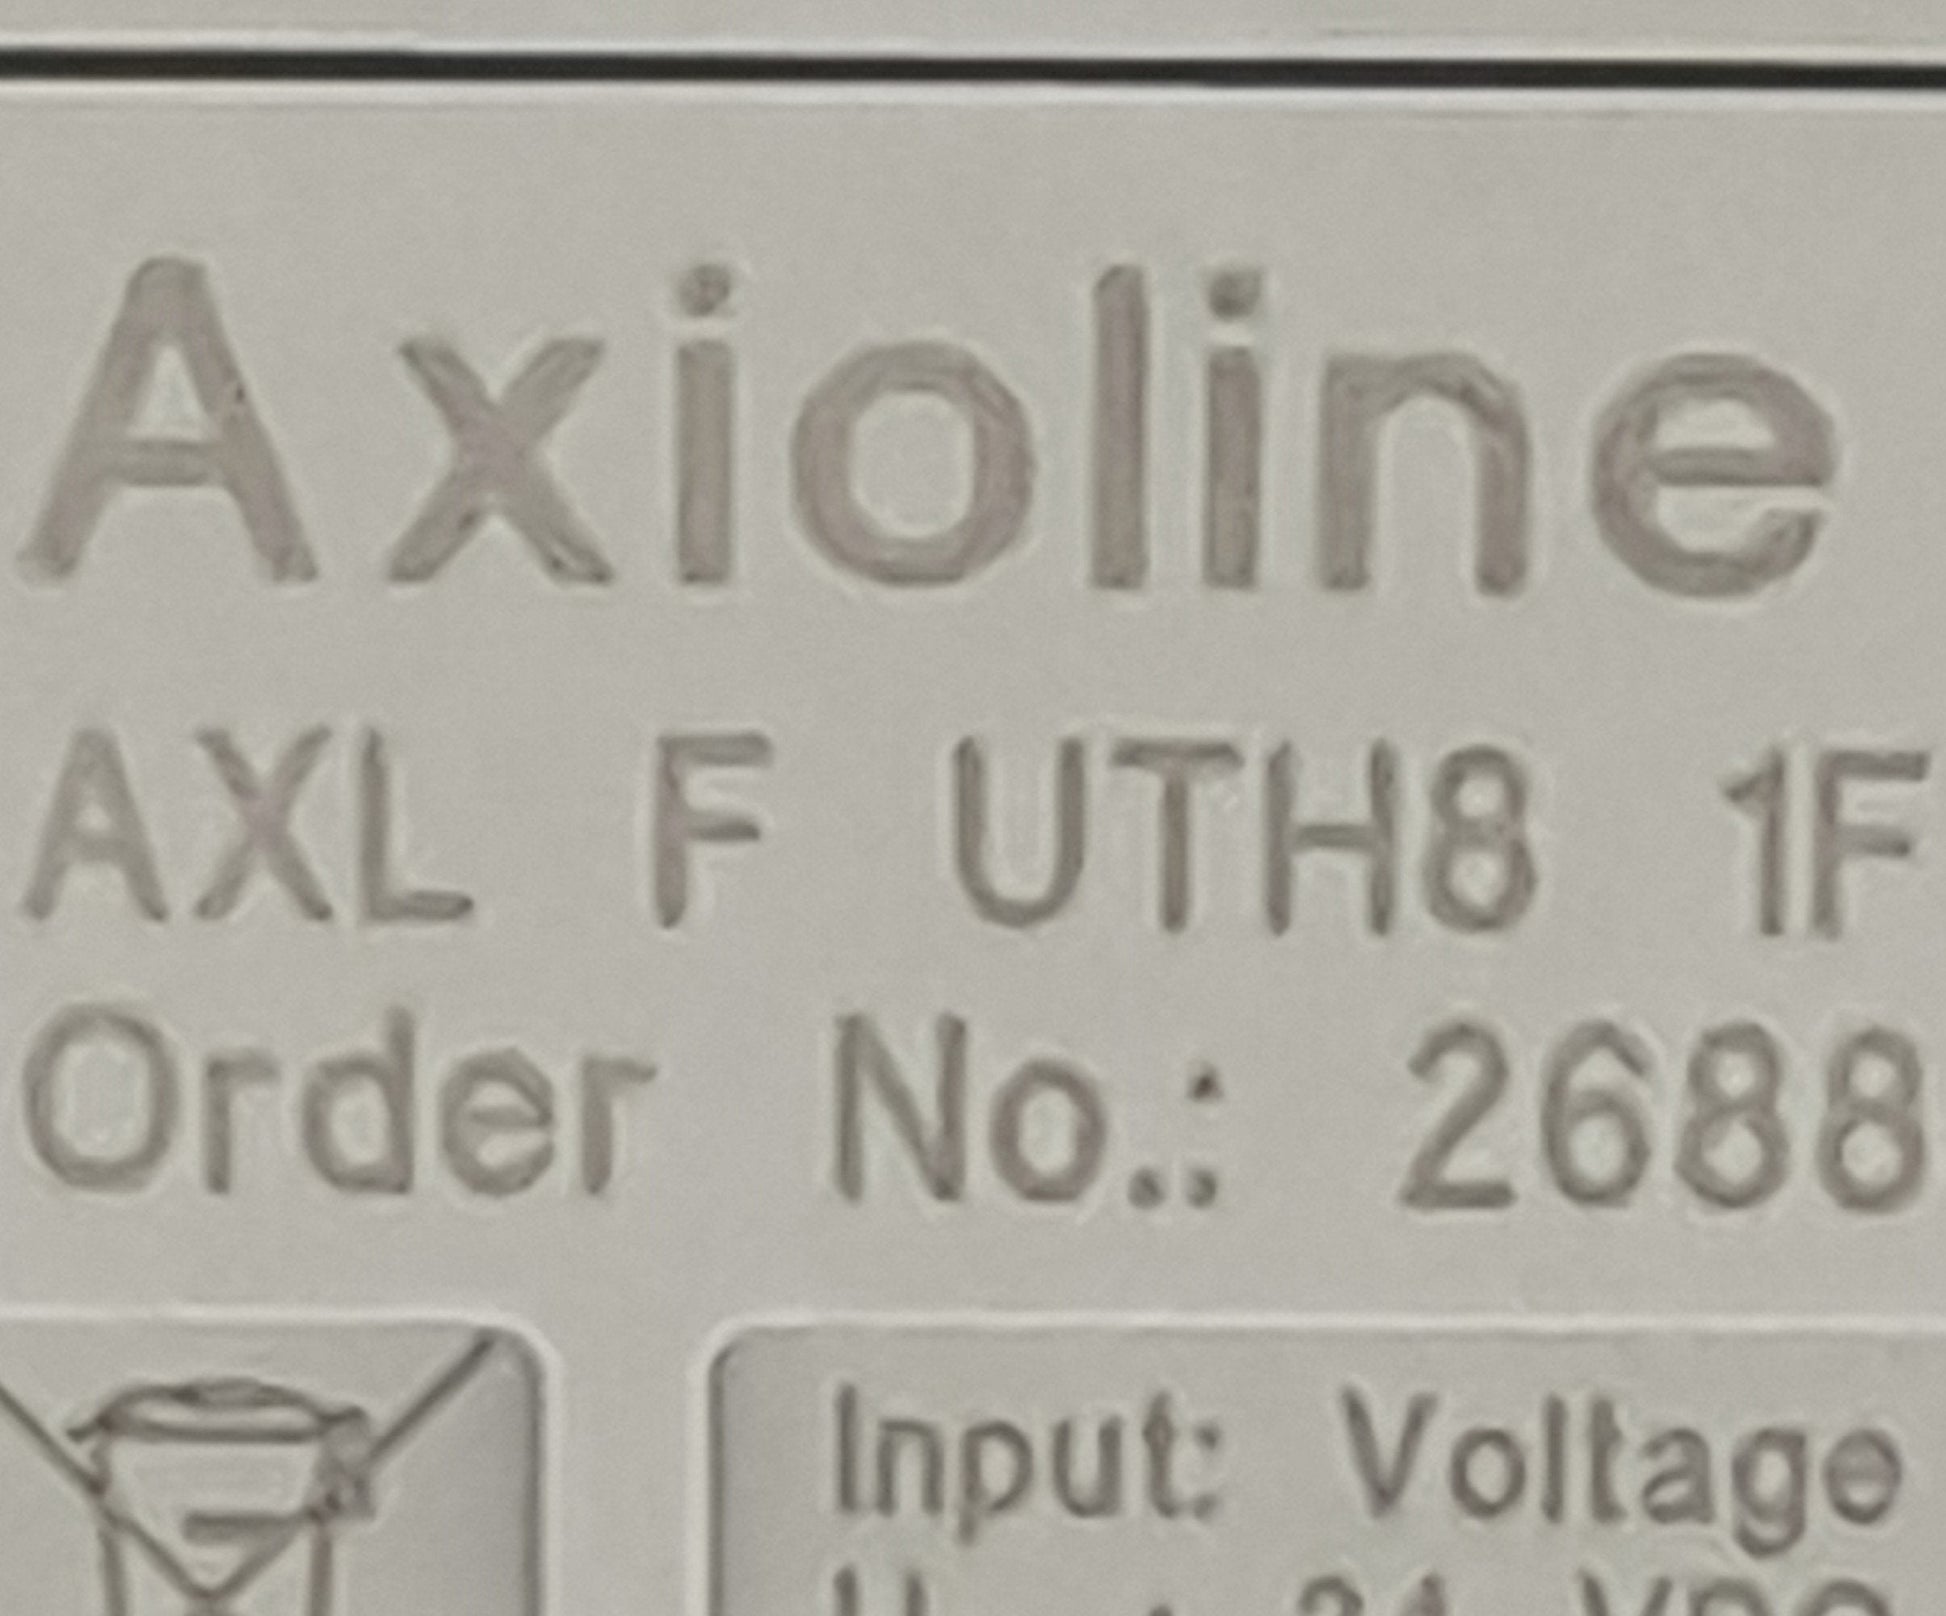 Axioline
AXL F UTH8 1F
Order No.: 2688
Input: Voltage